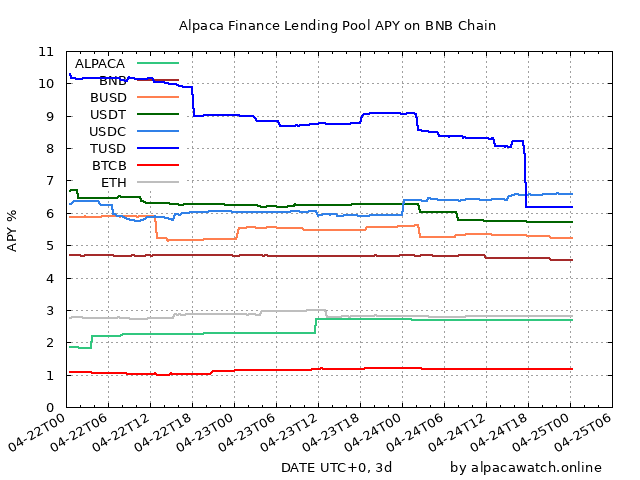 Alpaca Finance Lending Pool APY on BNB Chain
11
10
9
8
7
6
5
4
3
2
1
0
APY %
ALPACA
BNB
BUSD
USDT
USDC
TUSD
BTCB
ETH
04-22T00
04-22T06
04-22T12
04-22T18
04-23T00
04-23T06
04-23T12
04-23T18
04-24T00
04-24T06
04-24T12
04-24T18
04-25T00
04-25T06
DATE UTC+0, 3d
by alpacawatch.online